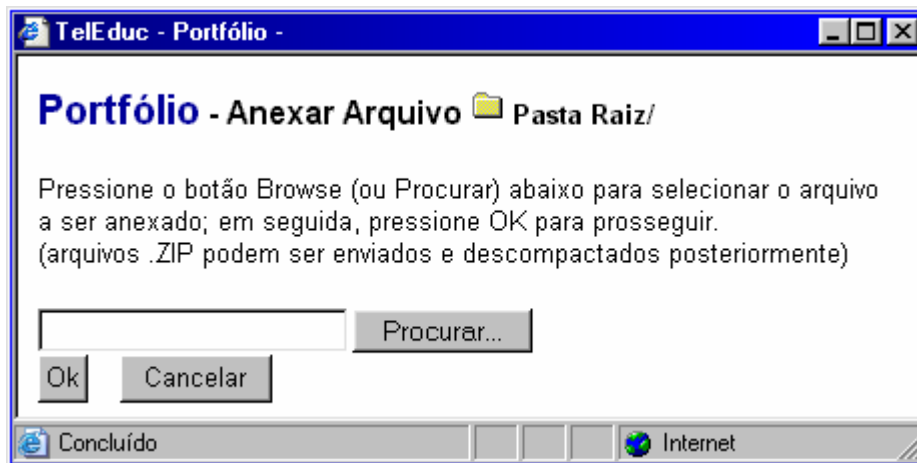 TelEduc - Portfólio -
Portfólio - Anexar Arquivo Pasta Raiz/
Pressione o botão Browse (ou Procurar) abaixo para selecionar o arquivo
a ser anexado; em seguida, pressione OK para prosseguir.
(arquivos .ZIP podem ser enviados e descompactados posteriormente)
Procurar...
Ok Cancelar
Concluído Internet